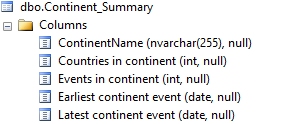 dbo.Continent_Summary
Columns
ContinentName (nvarchar(255), null)
Countries in continent (int, null)
Events in continent (int, null)
Earliest continent event (date, null)
Latest continent event (date, null)